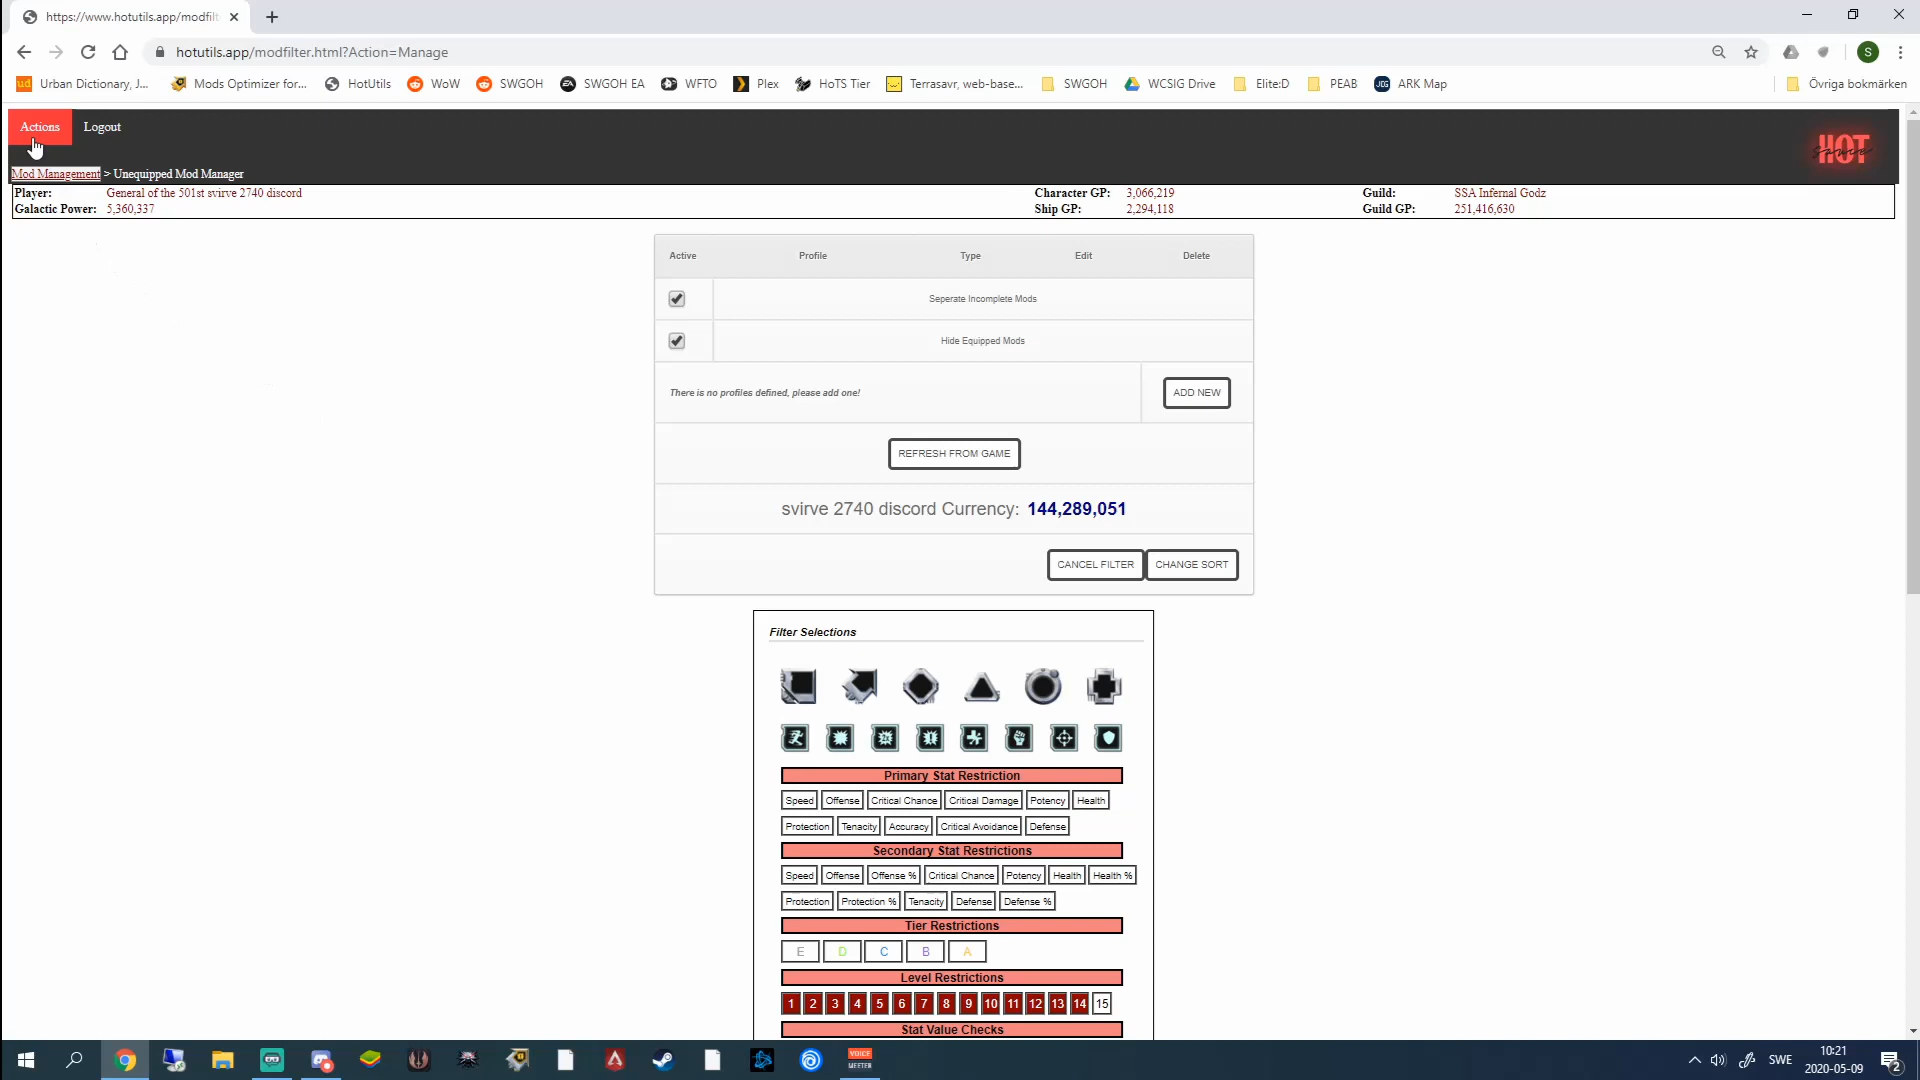 https://www.hotutils.app/modfilt
hotutils.app/modfilter.html?Action=Manage
S
ud Urban Dictionary, J... Mods Optimizer for... HotUtils WoW SWGOH SWGOH EA WFTO Plex HoTS Tier Terrasavr, web-base... SWGOH WCSIG Drive Elite:D PEAB ARK Map Övriga bokmärken
Actions Logout
HOT
Mod Management > Unequipped Mod Manager
Player: General of the 501st svirve 2740 discord Character GP: 3,066,219 Guild: SSA Infernal Godz
Galactic Power: 5,360,337 Ship GP: 2,294,118 Guild GP: 251,416,630
Active Profile Type Edit Delete
Seperate Incomplete Mods
Hide Equipped Mods
There is no profiles defined, please add one! ADD NEW
REFRESH FROM GAME
svirve 2740 discord Currency: 144,289,051
CANCEL FILTER CHANGE SORT
Filter Selections
Primary Stat Restriction
Speed Offense Critical Chance Critical Damage Potency Health
Protection Tenacity Accuracy Critical Avoidance Defense
Secondary Stat Restrictions
Speed Offense Offense % Critical Chance Potency Health Health %
Protection Protection % Tenacity Defense Defense %
Tier Restrictions
E D C B A
Level Restrictions
1 2 3 4 5 6 7 8 9 10 11 12 13 14 15
Stat Value Checks
VOICE MEETER
SWE
10:21
2020-05-09
2